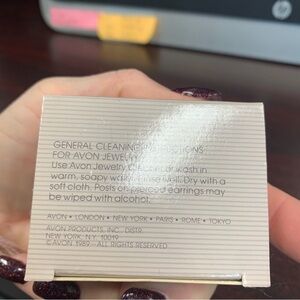 GENERAL CLEANING INSTRUCTIONS
FOR AVON JEWELRY
Use Avon Jewelry Cleaner or wash in
warm, soapy water. Rinse well. Dry with a
soft cloth. Posts on pierced earrings may
be wiped with alcohol.
AVON • LONDON • NEW YORK • PARIS • ROME • TOKYO
AVON PRODUCTS, INC., DISTR.
NEW YORK, N.Y. 10019
© AVON 1989 – ALL RIGHTS RESERVED
hp